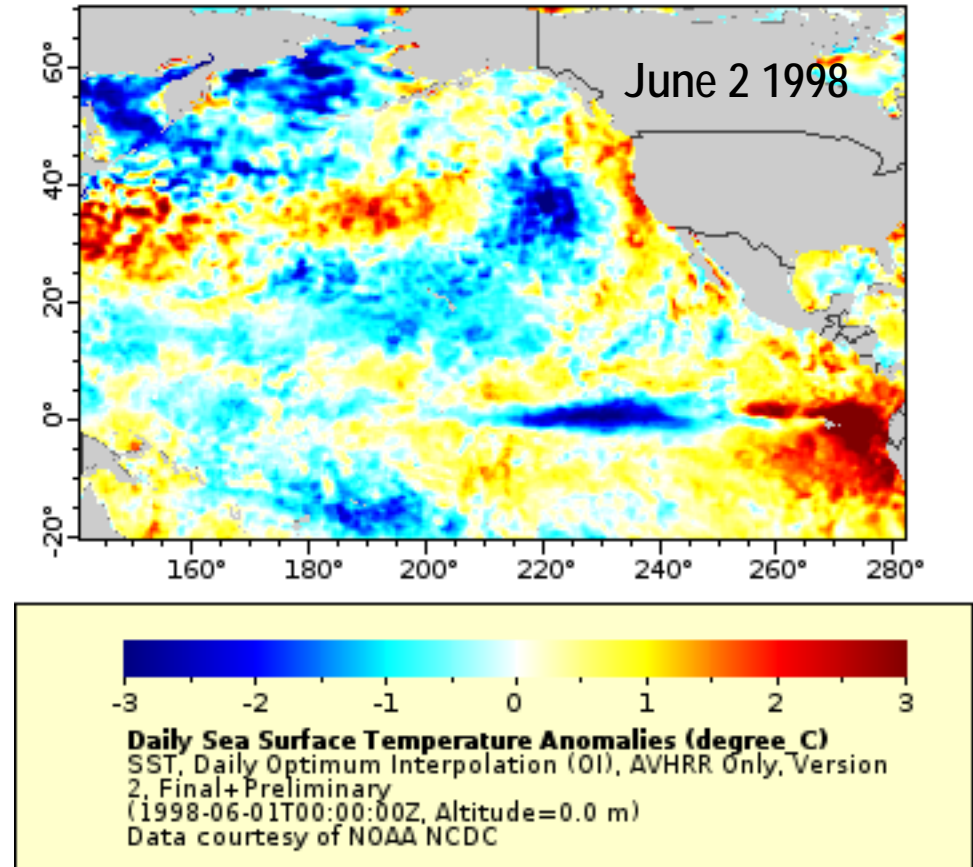 June 2 1998
60°
40°
20°
0°
-20°
160° 180° 200° 220° 240° 260° 280°
-3 -2 -1 0 1 2 3
Daily Sea Surface Temperature Anomalies (degree_C)
SST, Daily Optimum Interpolation (OI), AVHRR Only, Version
2, Final+Preliminary
(1998-06-01T00:00:00Z, Altitude=0.0 m)
Data courtesy of NOAA NCDC